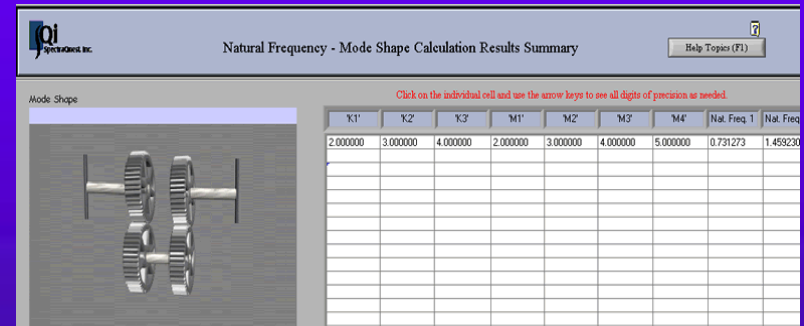 Qi
SpectraQuest. Inc.
Natural Frequency - Mode Shape Calculation Results Summary
?
Help Topics (F1)
Click on the individual cell and use the arrow keys to see all digits of precision as needed.
Mode Shape
'K1' 'K2' 'K3' 'M1' 'M2' 'M3' 'M4' Nat. Freq. 1 Nat. Freq
2.000000 3.000000 4.000000 2.000000 3.000000 4.000000 5.000000 0.731273 1.459230